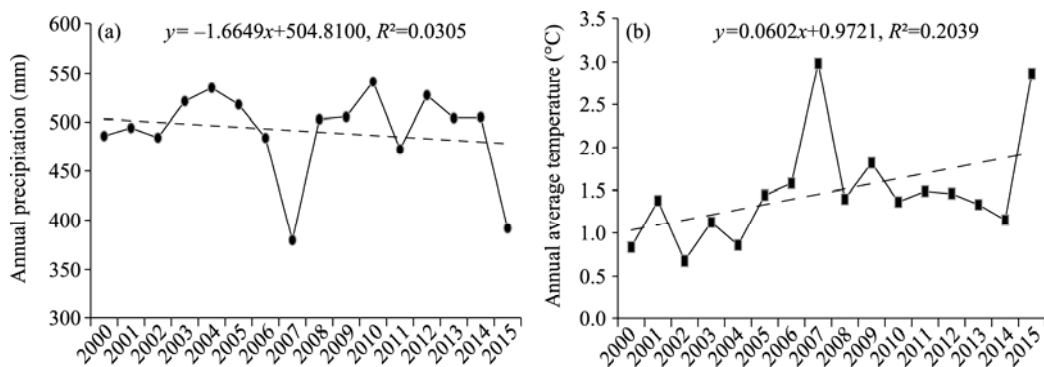 (a) y= –1.6649x+504.8100, R²=0.0305
Annual precipitation (mm)
600
550
500
450
400
350
300
2000 2001 2002 2003 2004 2005 2006 2007 2008 2009 2010 2011 2012 2013 2014 2015
(b) y=0.0602x+0.9721, R²=0.2039
Annual average temperature (°C)
3.5
3.0
2.5
2.0
1.5
1.0
0.5
0.0
2000 2001 2002 2003 2004 2005 2006 2007 2008 2009 2010 2011 2012 2013 2014 2015